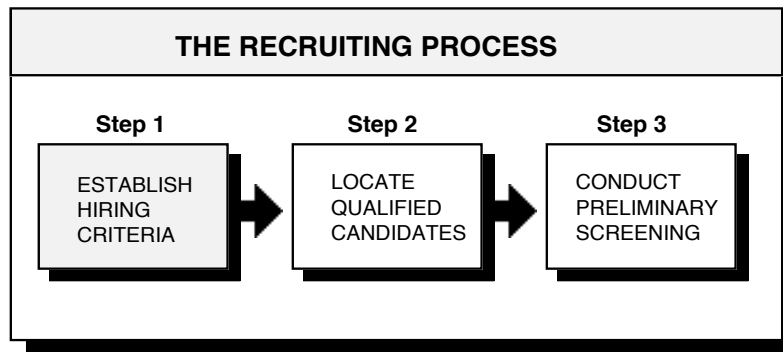 THE RECRUITING PROCESS
Step 1
ESTABLISH
HIRING
CRITERIA
Step 2
LOCATE
QUALIFIED
CANDIDATES
Step 3
CONDUCT
PRELIMINARY
SCREENING